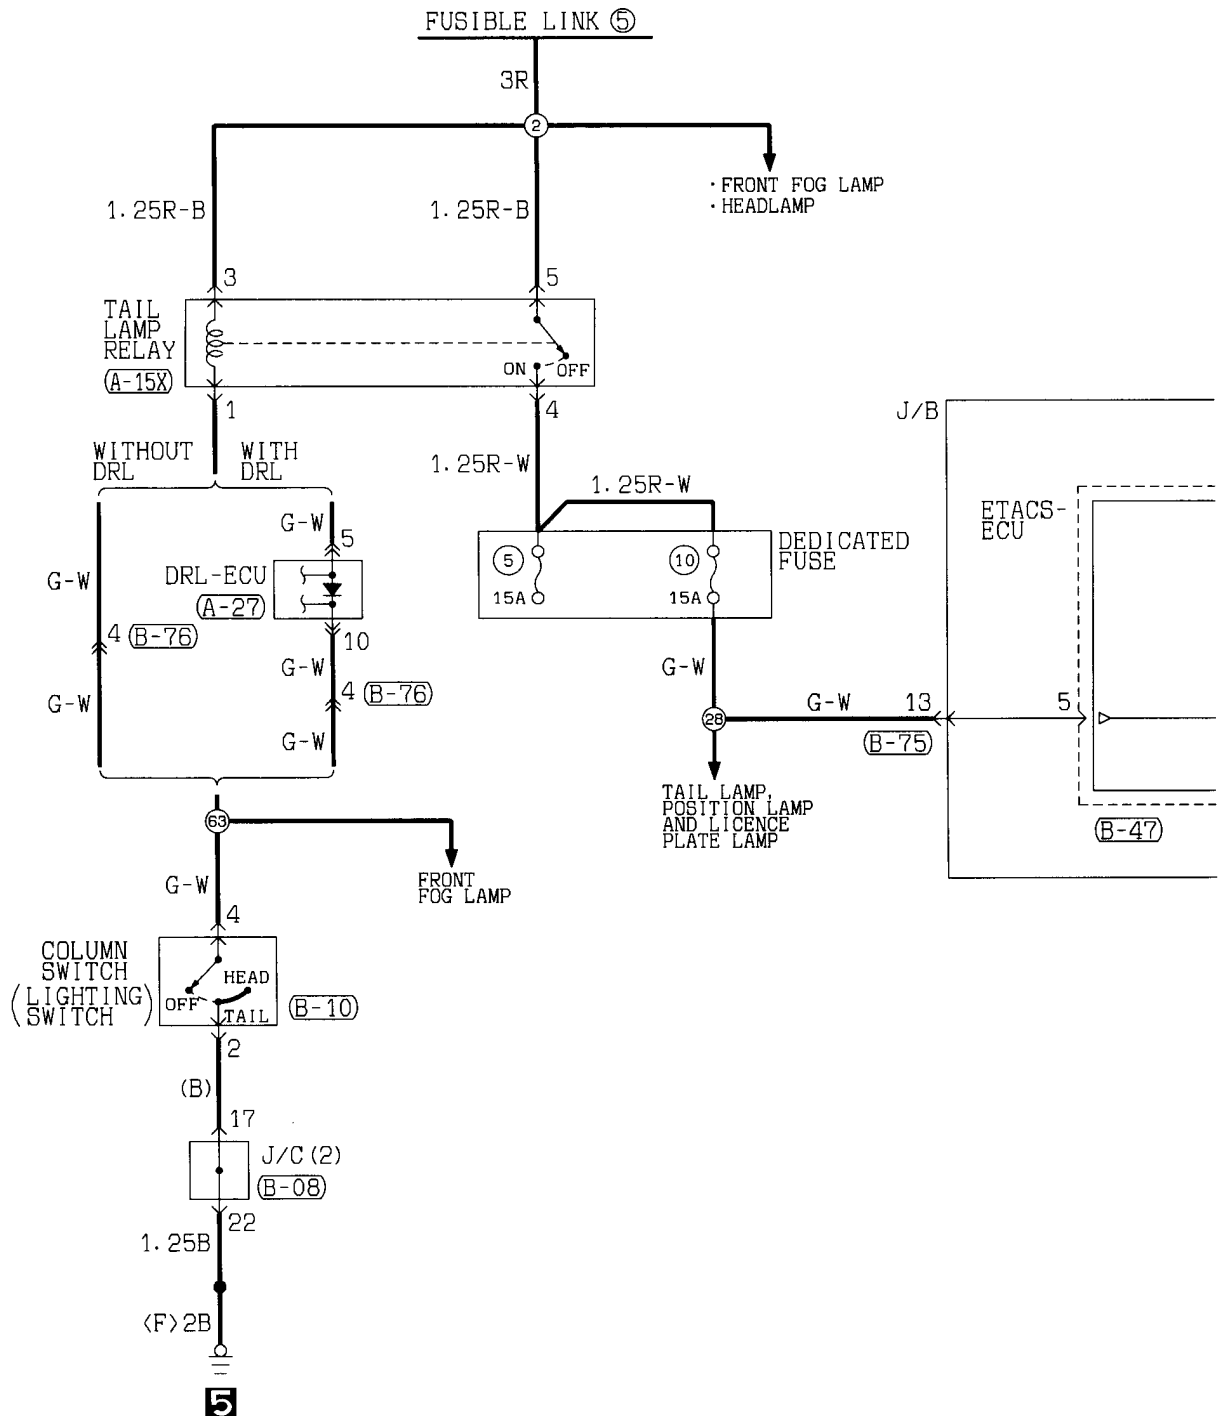 FUSIBLE LINK ⑤
3R
2
・FRONT FOG LAMP
・HEADLAMP
1.25R-B
1.25R-B
3
5
TAIL
LAMP
RELAY
A-15X
ON
OFF
1
4
J/B
WITHOUT
DRL
WITH
DRL
1.25R-W
1.25R-W
ETACS-
ECU
G-W
5
DEDICATED
FUSE
5
10
15A
15A
G-W
DRL-ECU
A-27
4
B-76
10
G-W
4
B-76
G-W
G-W
G-W
28
G-W
13
5
B-75
TAIL LAMP,
POSITION LAMP
AND LICENCE
PLATE LAMP
B-47
63
FRONT
FOG LAMP
G-W
4
COLUMN
SWITCH
(LIGHTING
SWITCH)
HEAD
OFF
TAIL
B-10
2
(B)
17
J/C(2)
B-08
22
1.25B
〈F〉2B
5